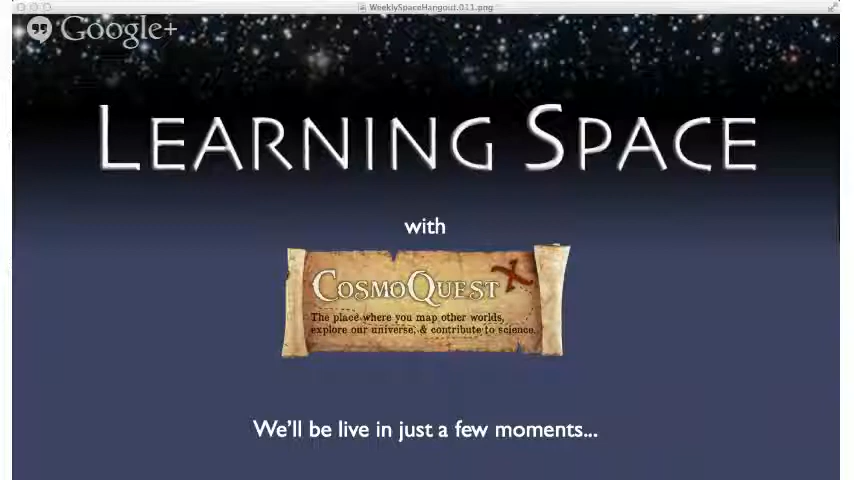 WeeklySpaceHangout.011.png
Google+
LEARNING SPACE
with
COSMOQUEST
The place where you map other worlds,
explore our universe, & contribute to science.
We'll be live in just a few moments...